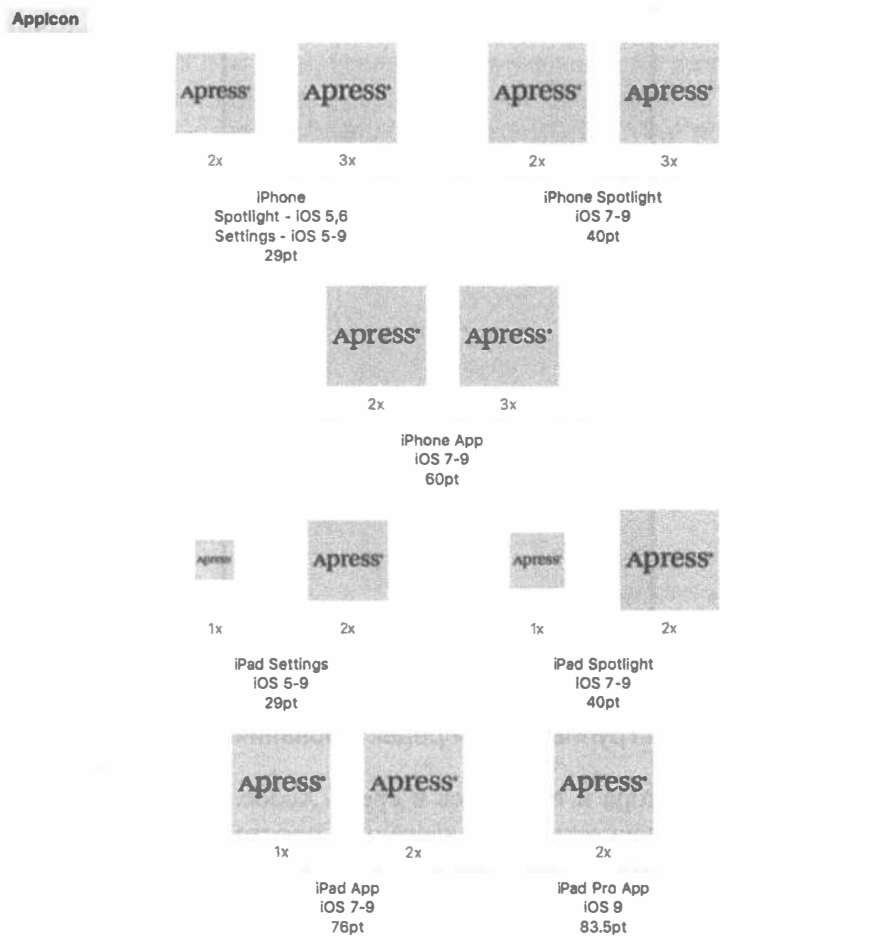 AppIcon
Apress® Apress® Apress® Apress®
2x 3x 2x 3x
iPhone
Spotlight - iOS 5,6
Settings - iOS 5-9
29pt
iPhone Spotlight
iOS 7-9
40pt
Apress® Apress®
2x 3x
iPhone App
iOS 7-9
60pt
Apress Apress® Apress® Apress®
1x 2x 1x 2x
iPad Settings
iOS 5-9
29pt
iPad Spotlight
iOS 7-9
40pt
Apress® Apress® Apress®
1x 2x 2x
iPad App
iOS 7-9
76pt
iPad Pro App
iOS 9
83.5pt